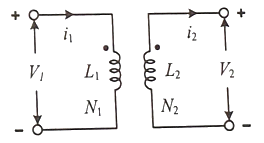 + i₁ i₂ +
V₁ L₁ L₂ V₂
N₁ N₂
− −